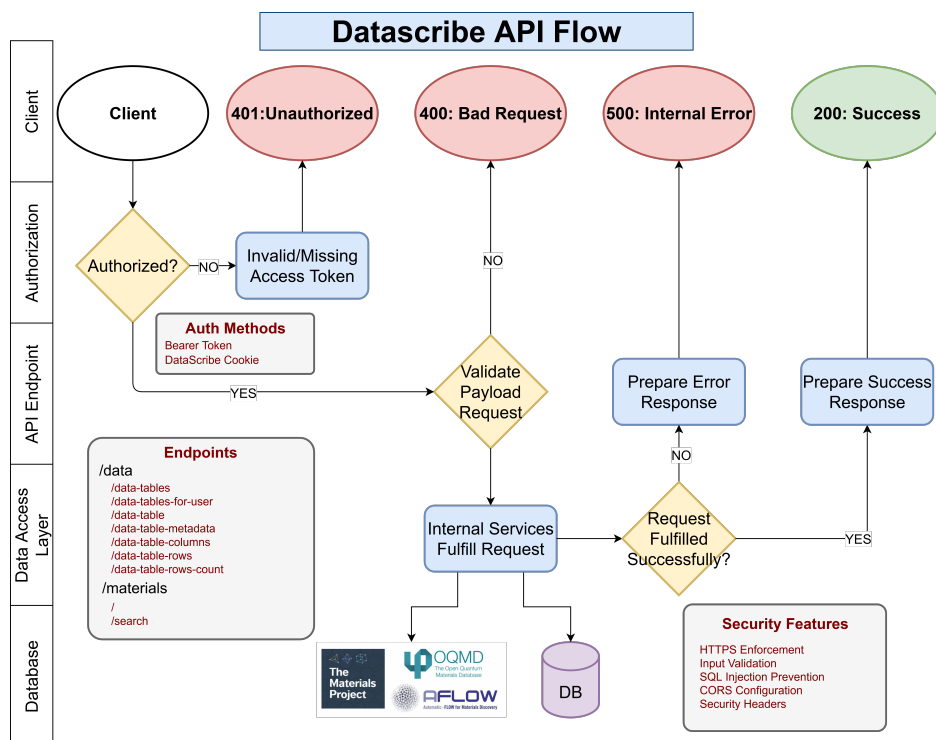 Datascribe API Flow
Client
Authorization
API Endpoint
Data Access
Layer
Database
Client
401:Unauthorized
400: Bad Request
500: Internal Error
200: Success
Authorized?
NO
Invalid/Missing
Access Token
NO
Auth Methods
Bearer Token
DataScribe Cookie
YES
Validate
Payload
Request
Prepare Error
Response
Prepare Success
Response
NO
Endpoints
/data
/data-tables
/data-tables-for-user
/data-table
/data-table-metadata
/data-table-columns
/data-table-rows
/data-table-rows-count
/materials
/
/search
Internal Services
Fulfill Request
Request
Fulfilled
Successfully?
YES
The
Materials
Project
OQMD
The Open Quantum
Materials Database
AFLOW
Automatic-FLOW for Materials Discovery
DB
Security Features
HTTPS Enforcement
Input Validation
SQL Injection Prevention
CORS Configuration
Security Headers